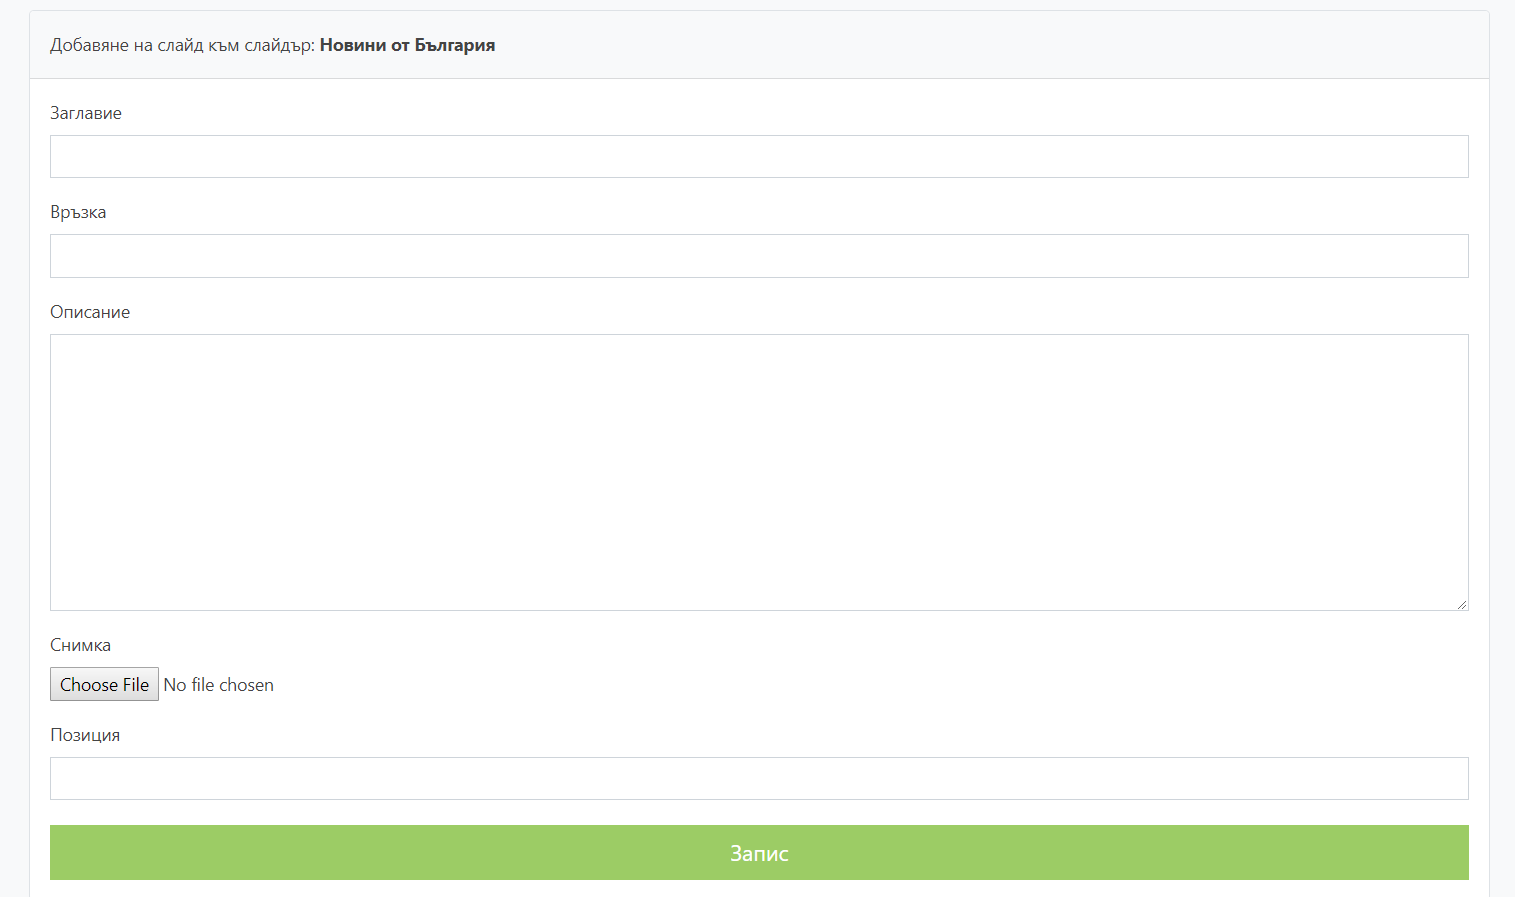 Добавяне на слайд към слайдър: Новини от България
Заглавие
Връзка
Описание
Снимка
Choose File No file chosen
Позиция
Запис